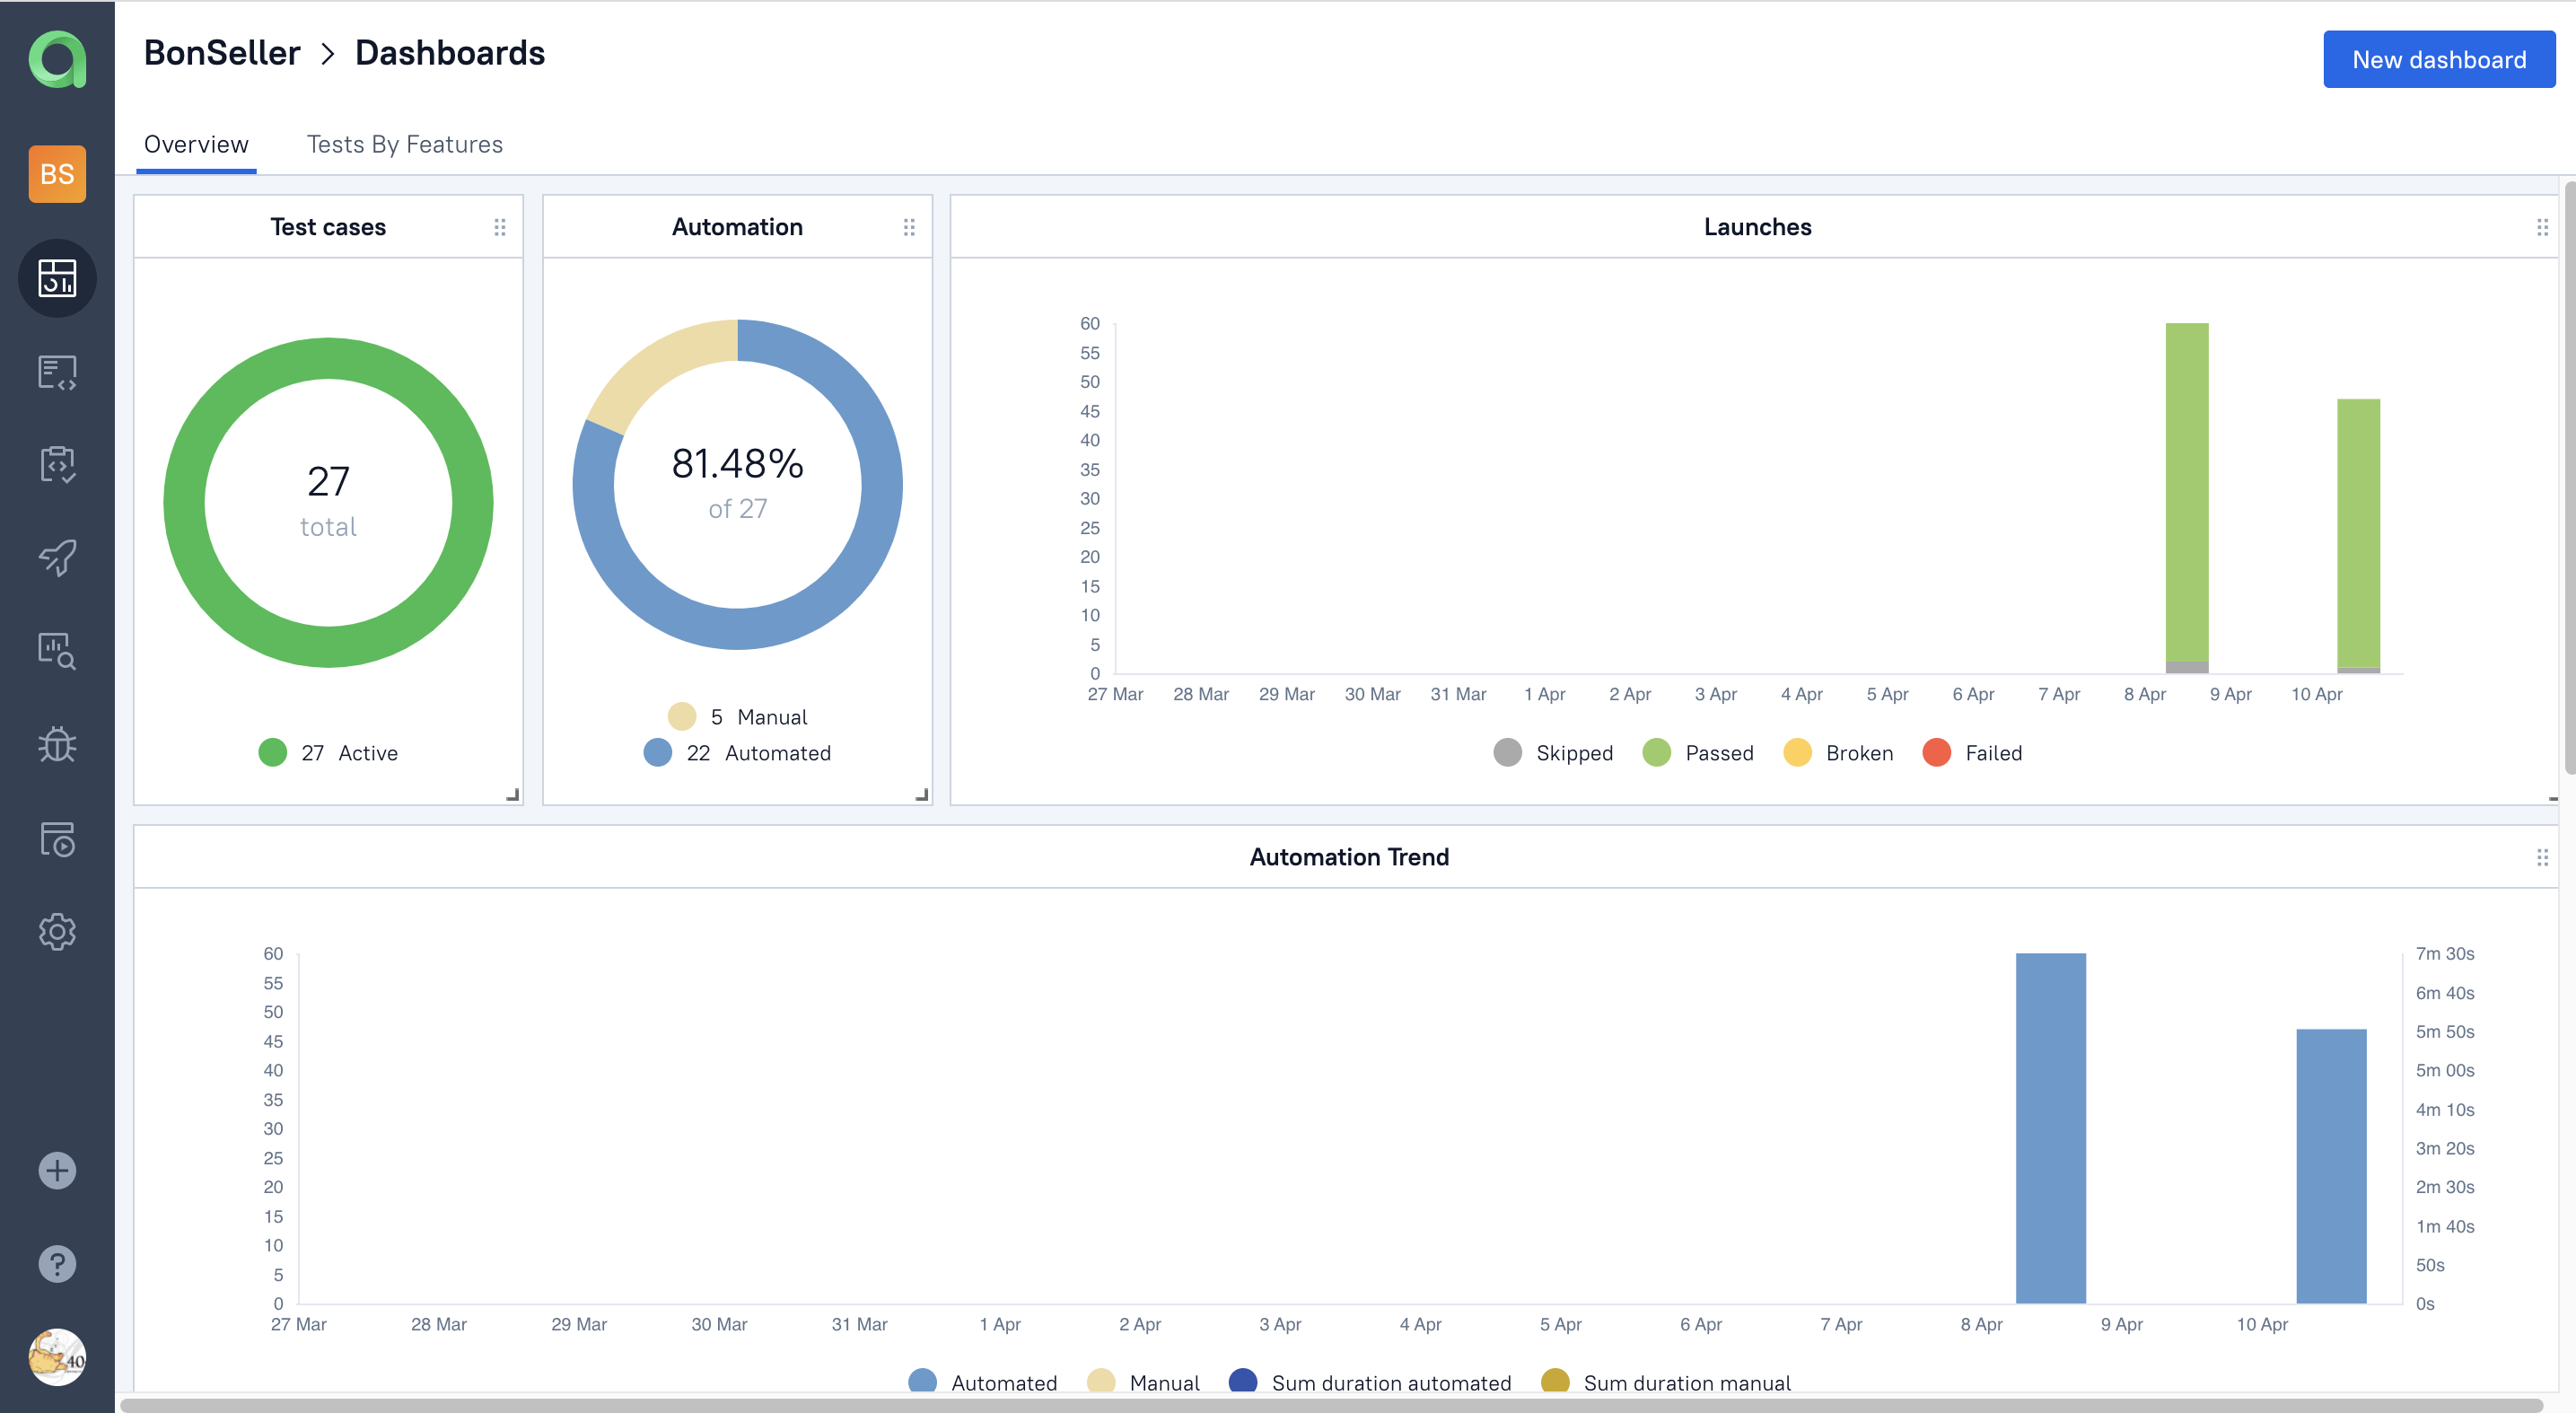 BonSeller > Dashboards
New dashboard
Overview
Tests By Features
BS
Test cases
27
total
27 Active
Automation
81.48%
of 27
5 Manual
22 Automated
Launches
60
55
50
45
40
35
30
25
20
15
10
5
0
27 Mar 28 Mar 29 Mar 30 Mar 31 Mar 1 Apr 2 Apr 3 Apr 4 Apr 5 Apr 6 Apr 7 Apr 8 Apr 9 Apr 10 Apr
Skipped Passed Broken Failed
Automation Trend
60
55
50
45
40
35
30
25
20
15
10
5
0
7m 30s
6m 40s
5m 50s
5m 00s
4m 10s
3m 20s
2m 30s
1m 40s
50s
0s
27 Mar 28 Mar 29 Mar 30 Mar 31 Mar 1 Apr 2 Apr 3 Apr 4 Apr 5 Apr 6 Apr 7 Apr 8 Apr 9 Apr 10 Apr
Automated Manual Sum duration automated Sum duration manual
?
40